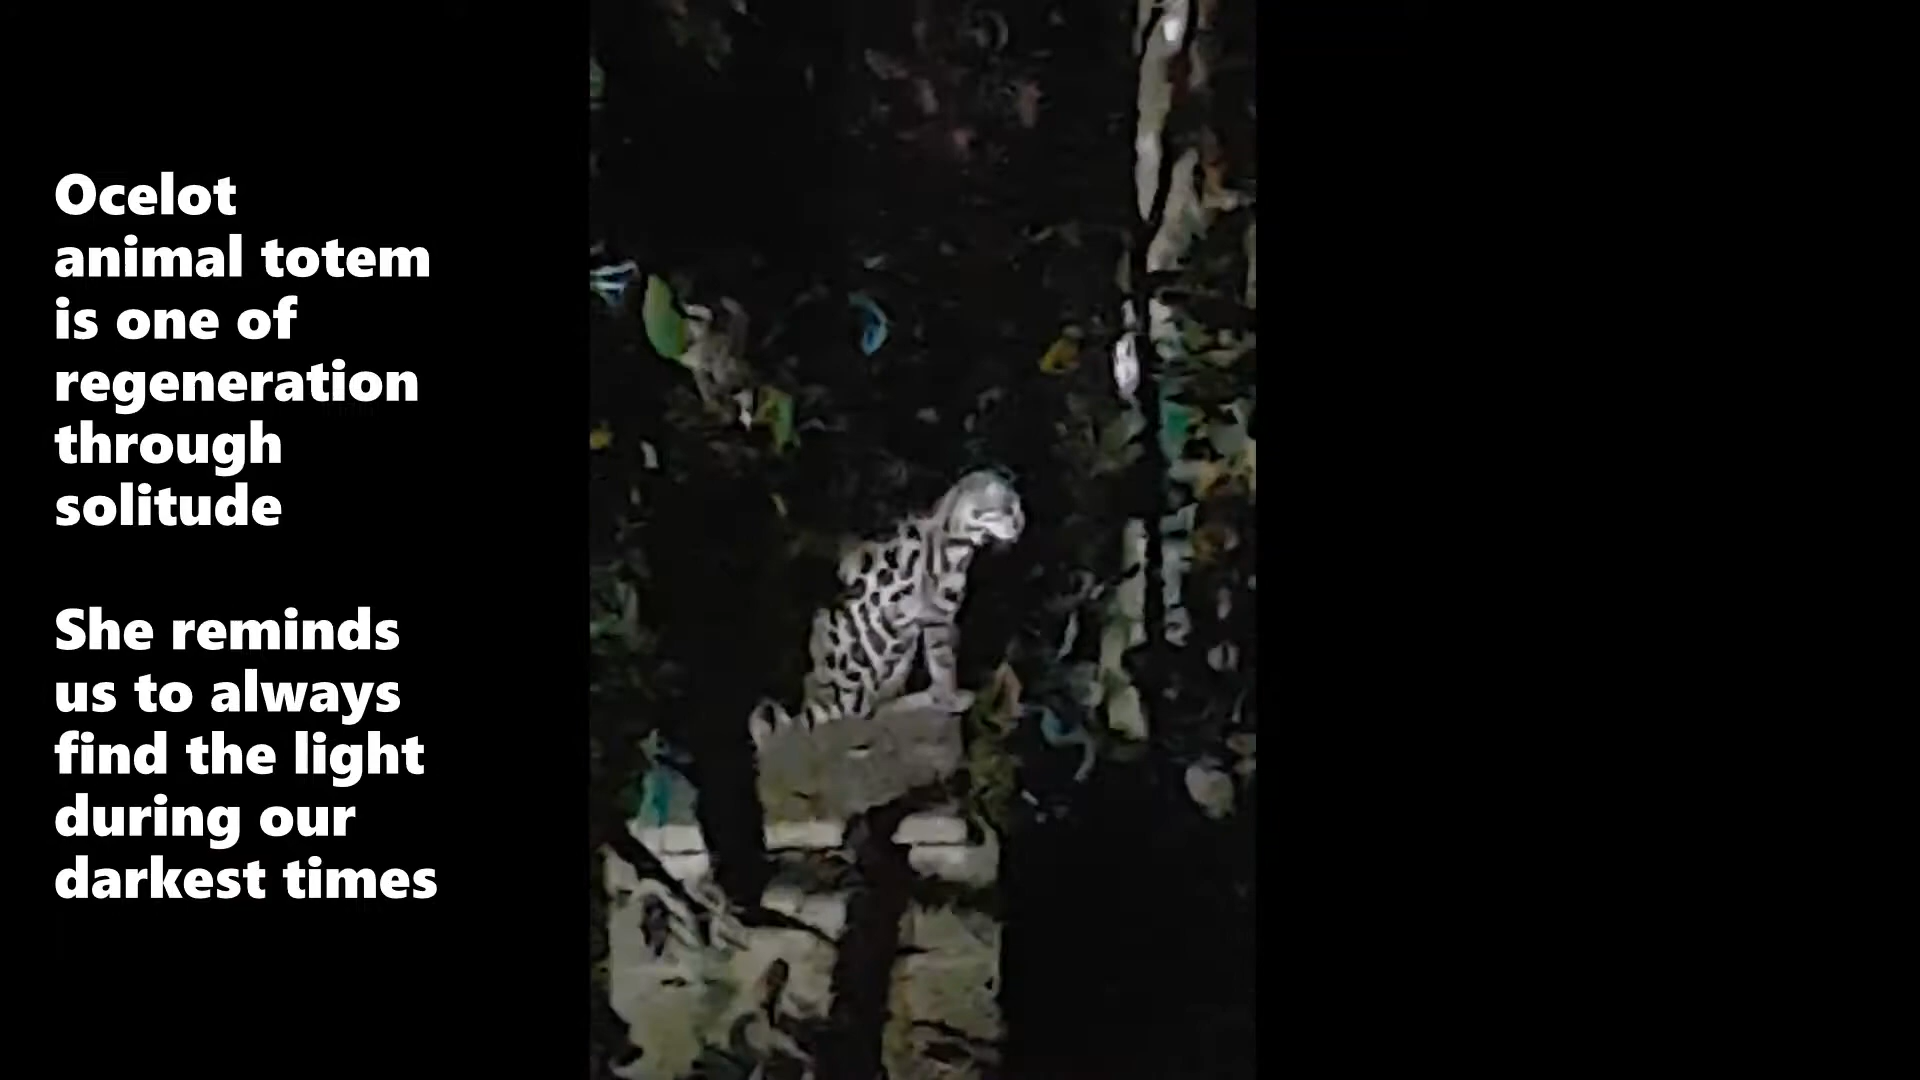 Ocelot
animal totem
is one of
regeneration
through
solitude
She reminds
us to always
find the light
during our
darkest times